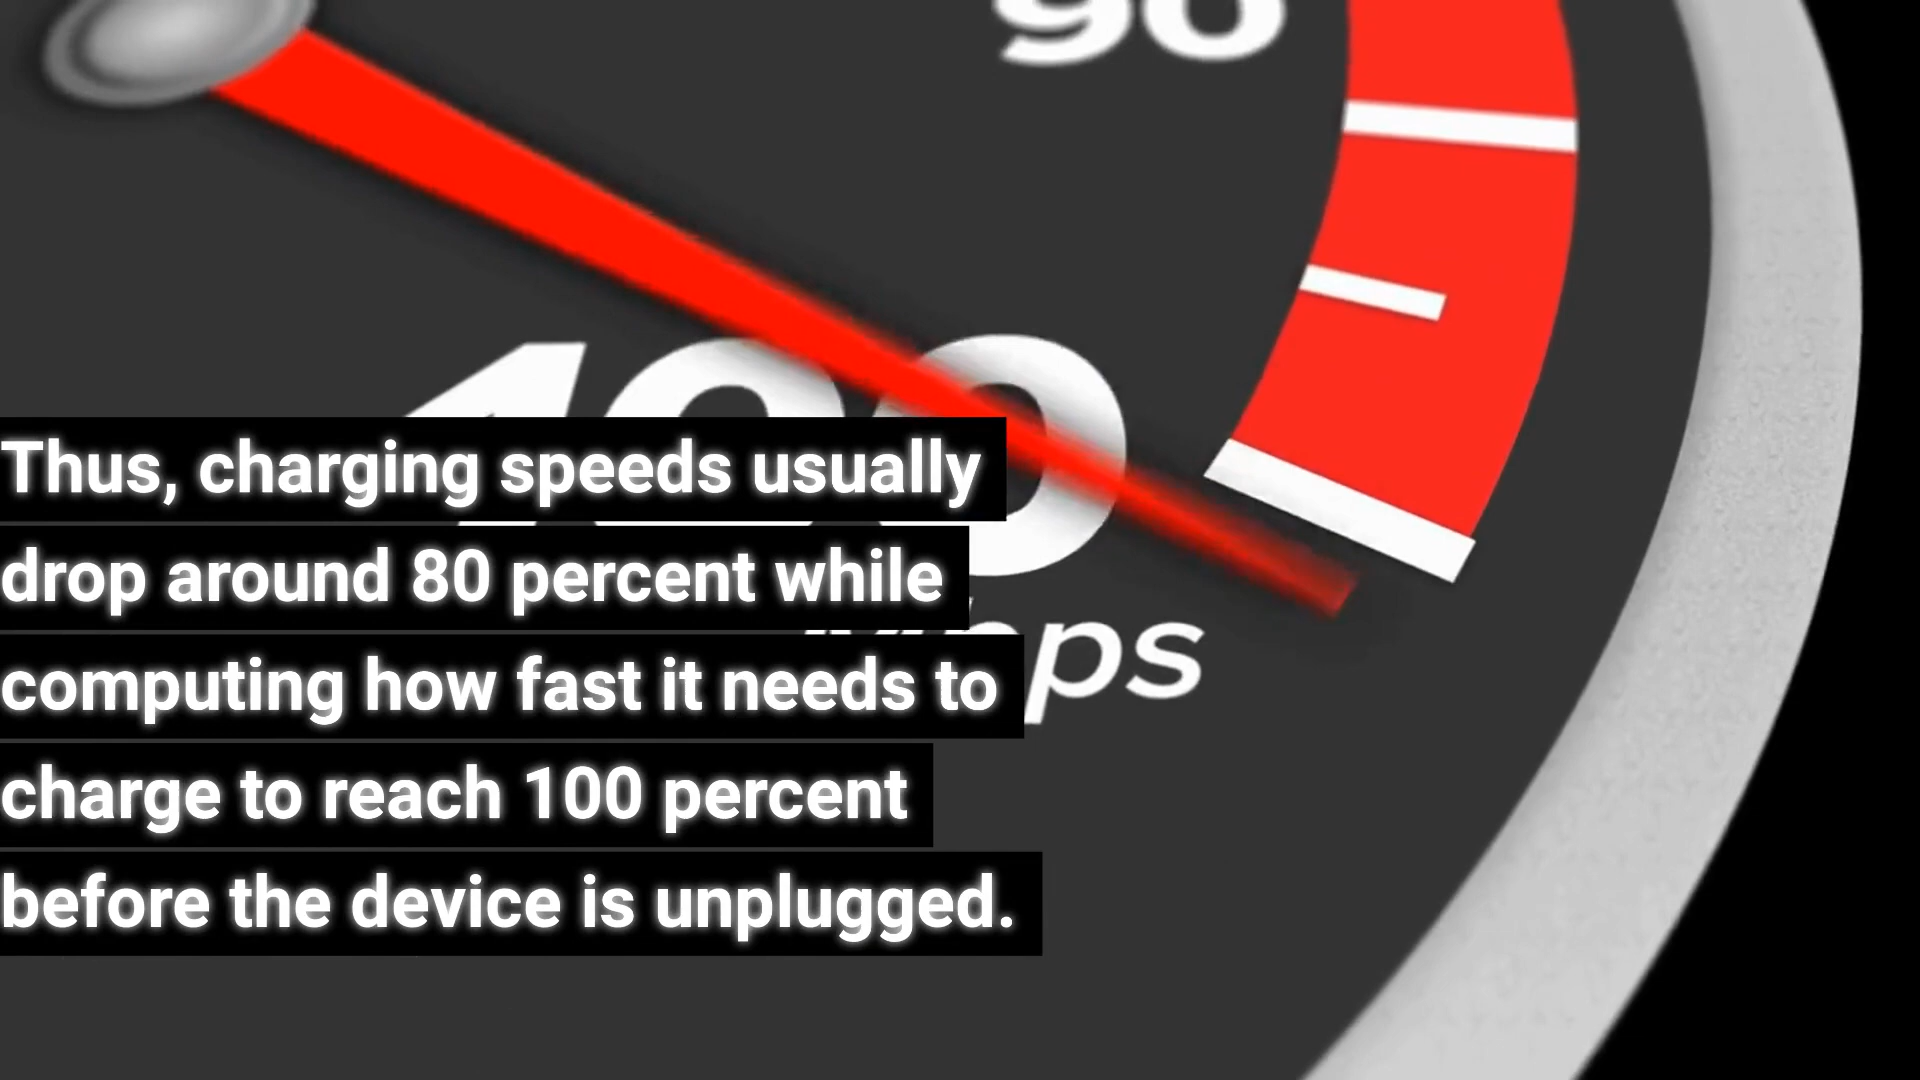 90
100
Thus, charging speeds usually
drop around 80 percent while
computing how fast it needs to
charge to reach 100 percent
before the device is unplugged.